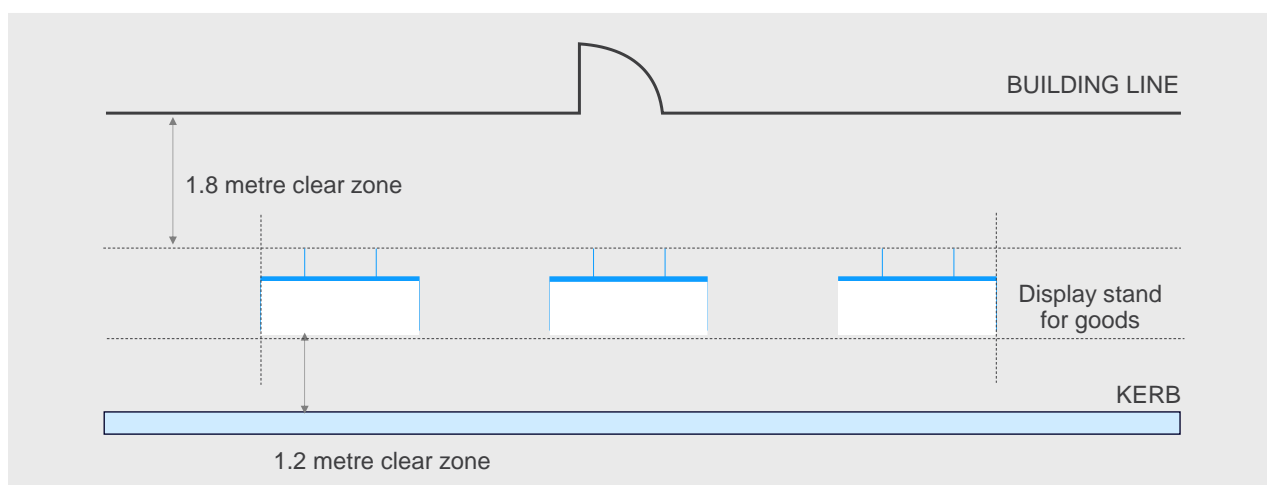 BUILDING LINE
1.8 metre clear zone
Display stand
for goods
KERB
1.2 metre clear zone